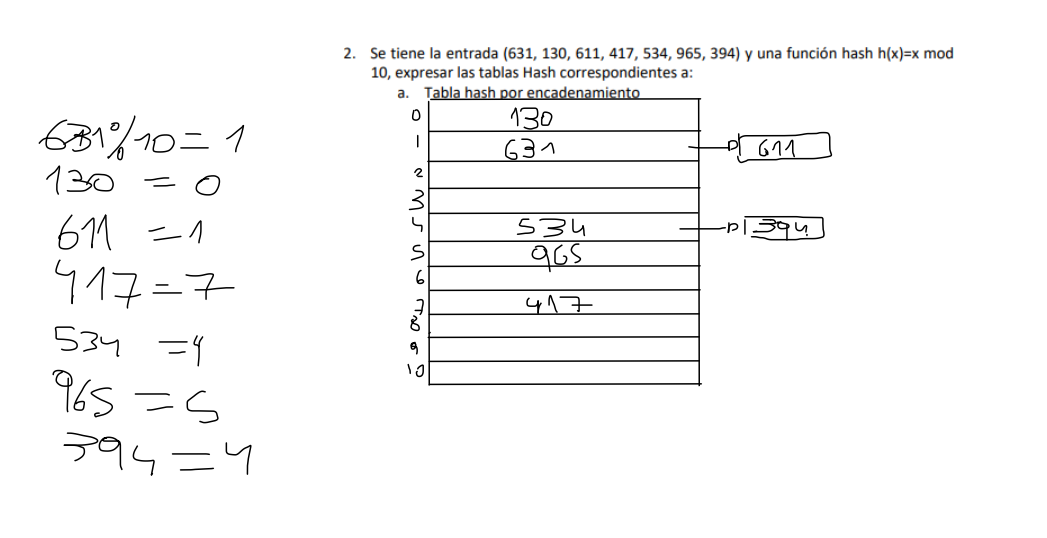 2. Se tiene la entrada (631, 130, 611, 417, 534, 965, 394) y una función hash h(x)=x mod
10, expresar las tablas Hash correspondientes a:
a. Tabla hash por encadenamiento
631%10=1
130 = 0
611 =1
417=7
534 =4
965 =5
394=4
0 130
1 631 611
2
3
4 534 394
5 965
6
7 417
8
9
10